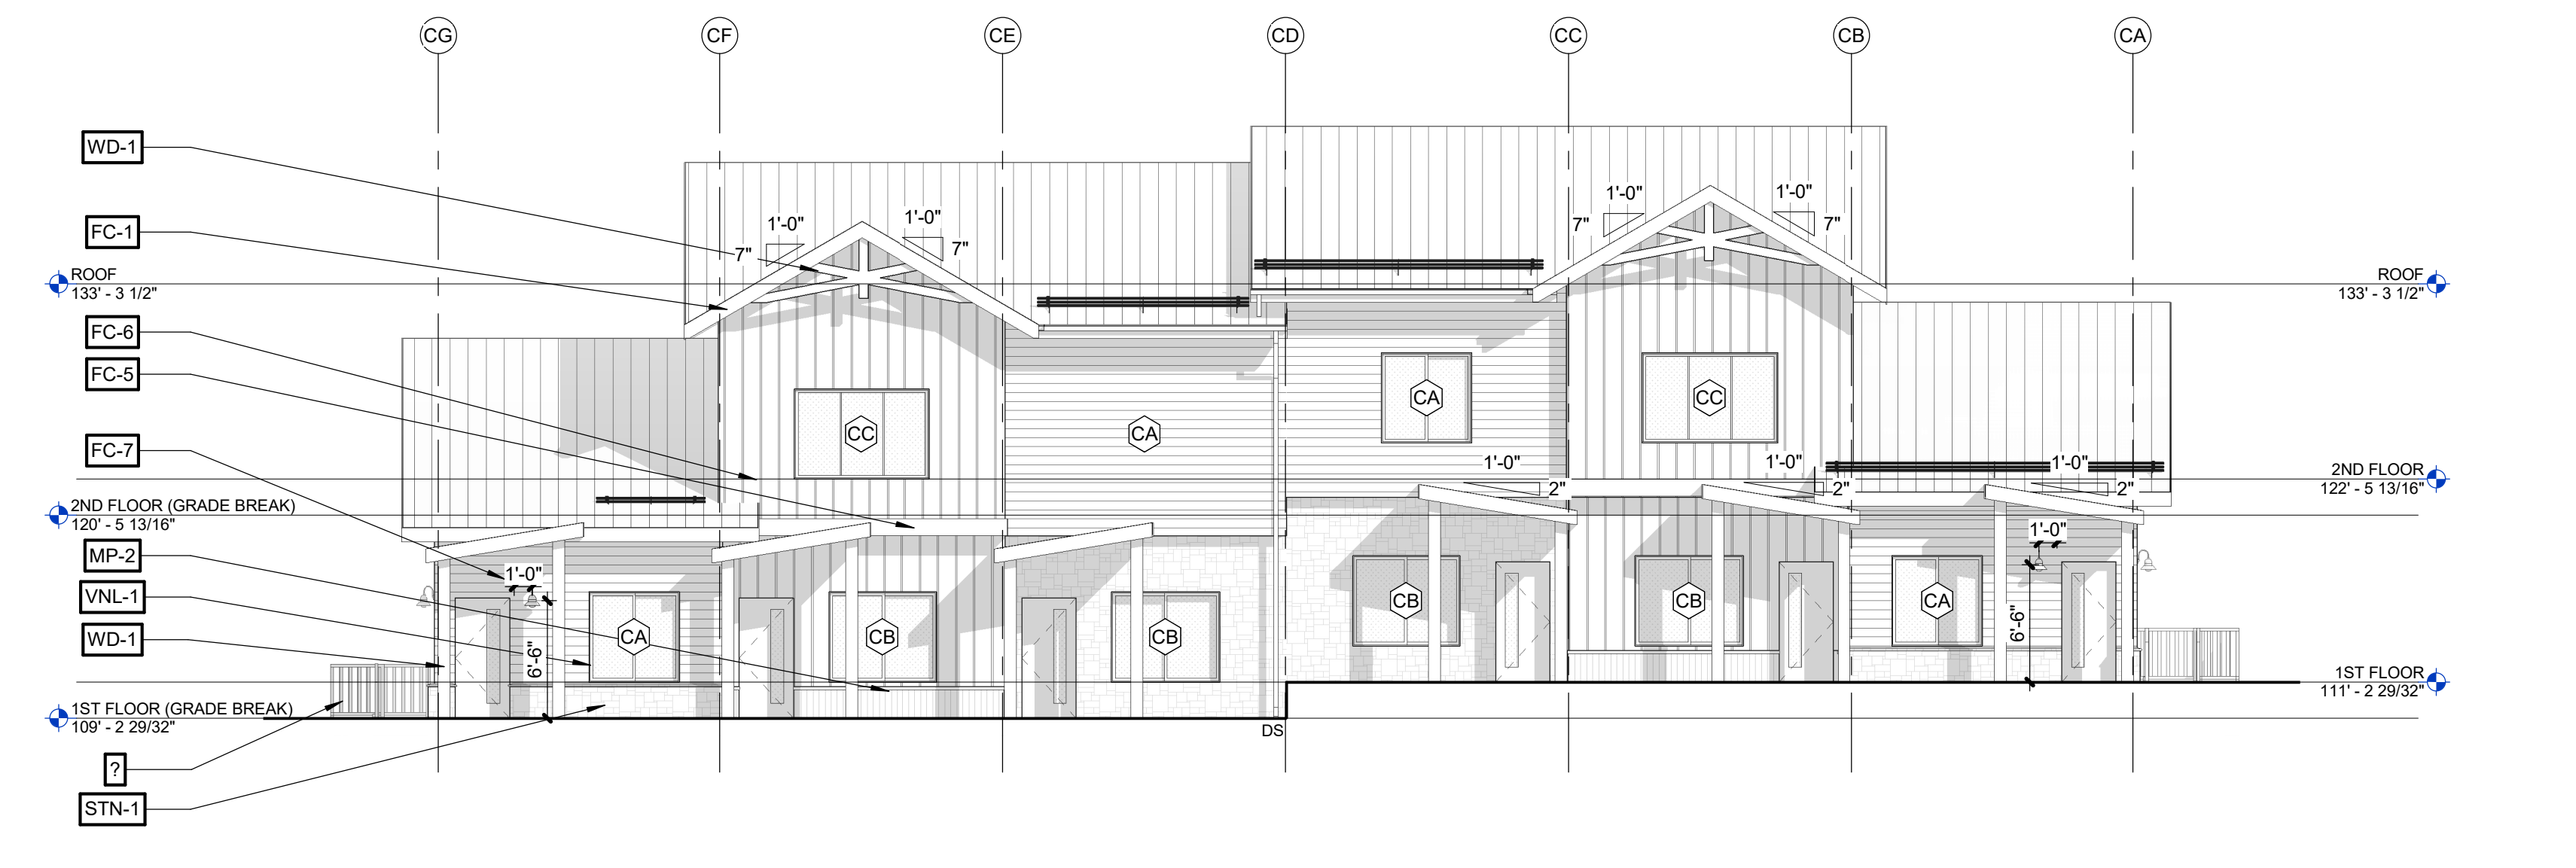 CG
CF
CE
CD
CC
CB
CA
WD-1
FC-1
1'-0"
1'-0"
7"
7"
1'-0"
1'-0"
7"
7"
ROOF
133' - 3 1/2"
ROOF
133' - 3 1/2"
FC-6
FC-5
CC
CA
CA
CC
FC-7
1'-0"
2"
1'-0"
2"
1'-0"
2"
2ND FLOOR
122' - 5 13/16"
2ND FLOOR (GRADE BREAK)
120' - 5 13/16"
MP-2
VNL-1
WD-1
1'-0"
6'-6"
CA
CB
CB
CB
CB
CA
1'-0"
6'-6"
1ST FLOOR
111' - 2 29/32"
1ST FLOOR (GRADE BREAK)
109' - 2 29/32"
DS
?
STN-1